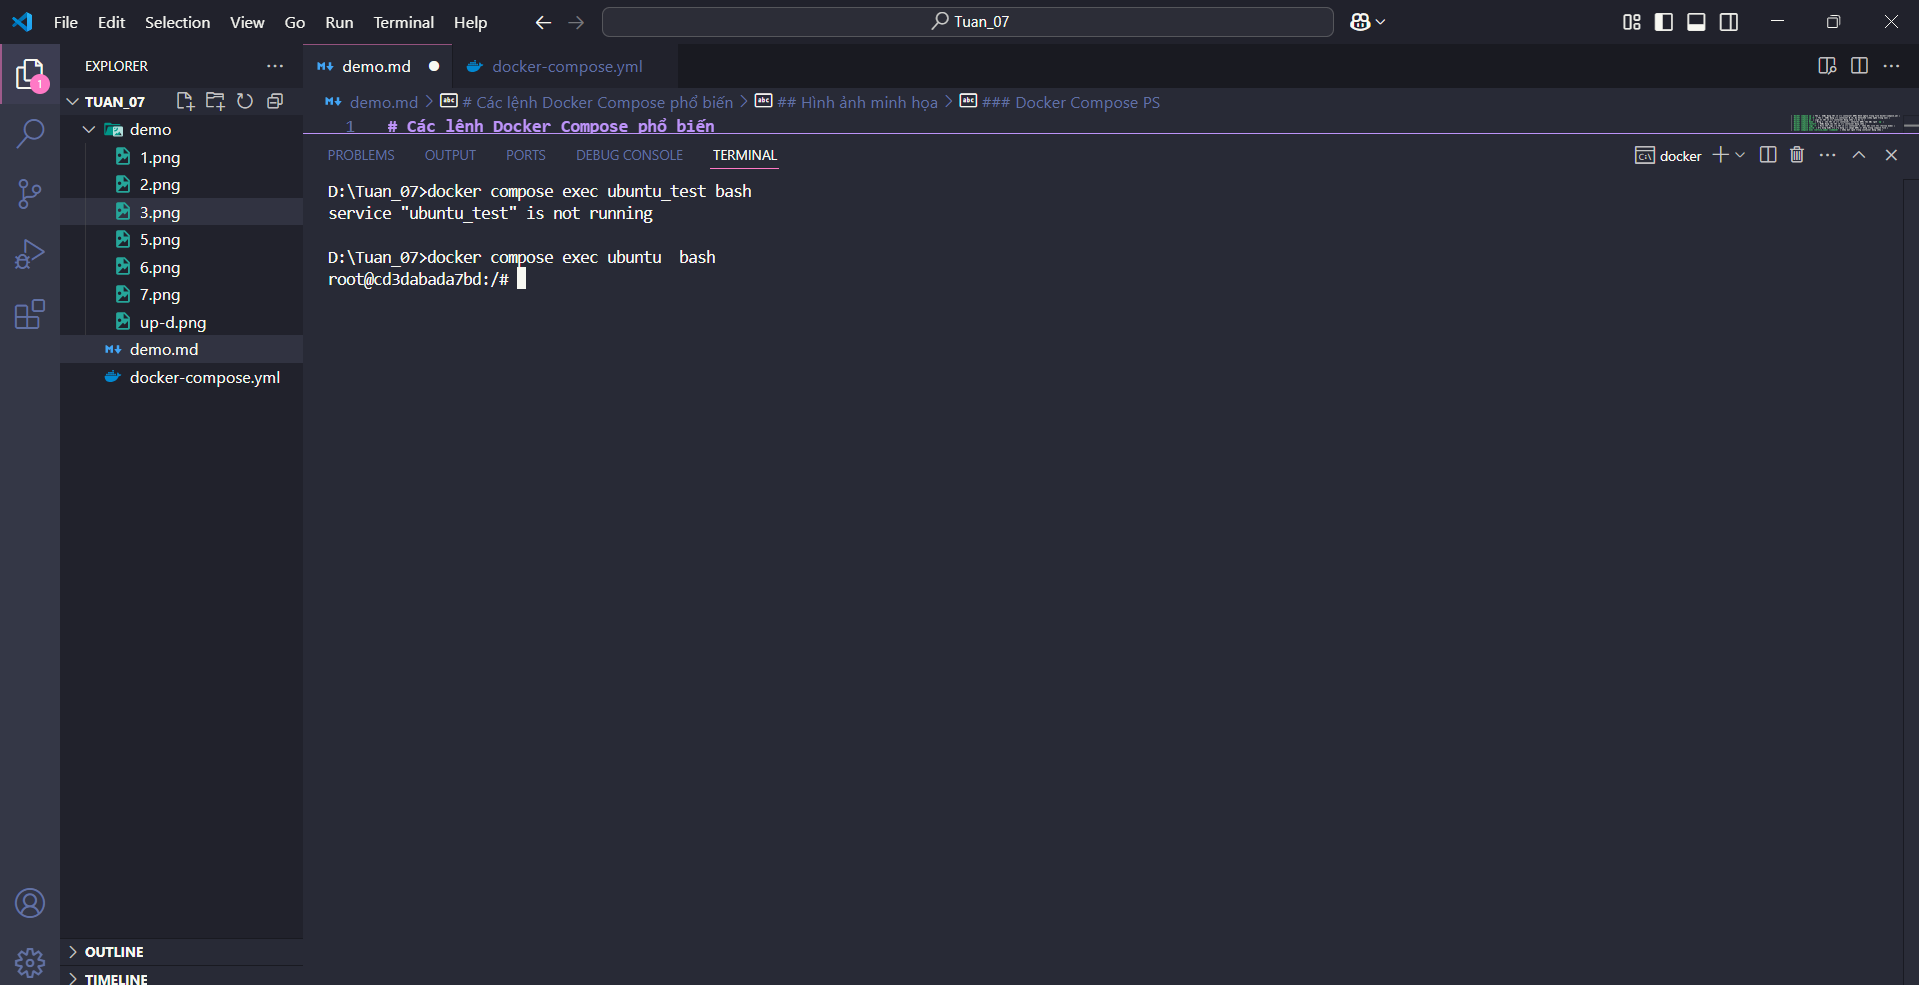 File Edit Selection View Go Run Terminal Help
Tuan_07
EXPLORER
1
TUAN_07
demo
1.png
2.png
3.png
5.png
6.png
7.png
up-d.png
demo.md
docker-compose.yml
OUTLINE
TIMELINE
demo.md
docker-compose.yml
demo.md > # Các lệnh Docker Compose phổ biến > ## Hình ảnh minh họa > ### Docker Compose PS
1 # Các lệnh Docker Compose phổ biến
PROBLEMS OUTPUT PORTS DEBUG CONSOLE TERMINAL
docker
D:\Tuan_07>docker compose exec ubuntu_test bash
service "ubuntu_test" is not running
D:\Tuan_07>docker compose exec ubuntu  bash
root@cd3dabada7bd:/#